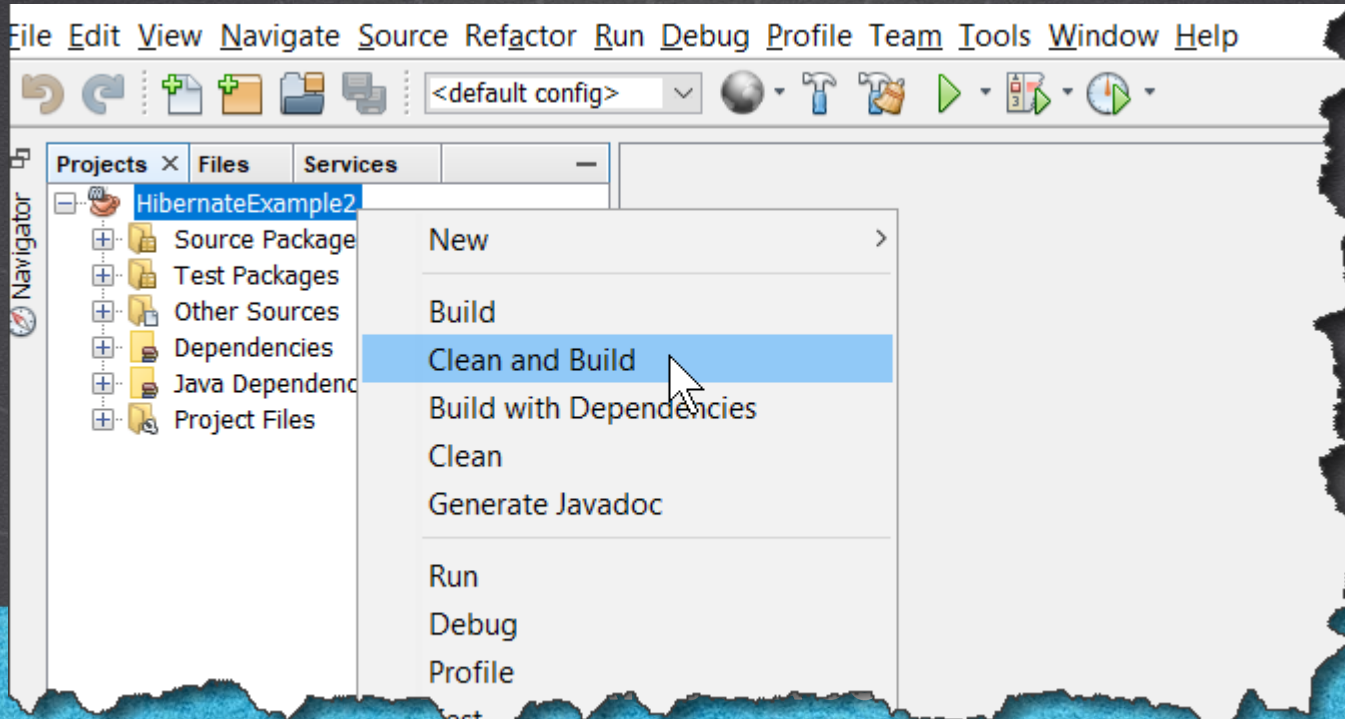 File Edit View Navigate Source Refactor Run Debug Profile Team Tools Window Help
<default config>
Projects Files Services
Navigator
HibernateExample2
Source Package
Test Packages
Other Sources
Dependencies
Java Dependenc
Project Files
New
Build
Clean and Build
Build with Dependencies
Clean
Generate Javadoc
Run
Debug
Profile